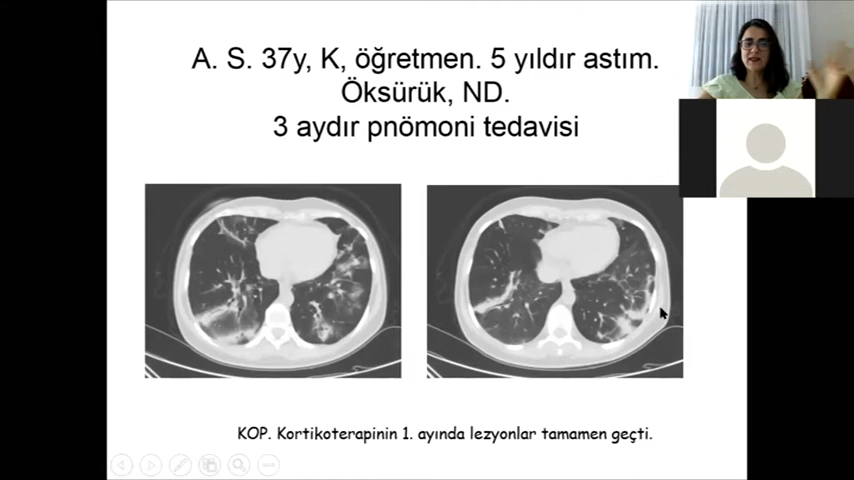 A. S. 37y, K, öğretmen. 5 yıldır astım.
Öksürük, ND.
3 aydır pnömoni tedavisi
KOP. Kortikoterapinin 1. ayında lezyonlar tamamen geçti.